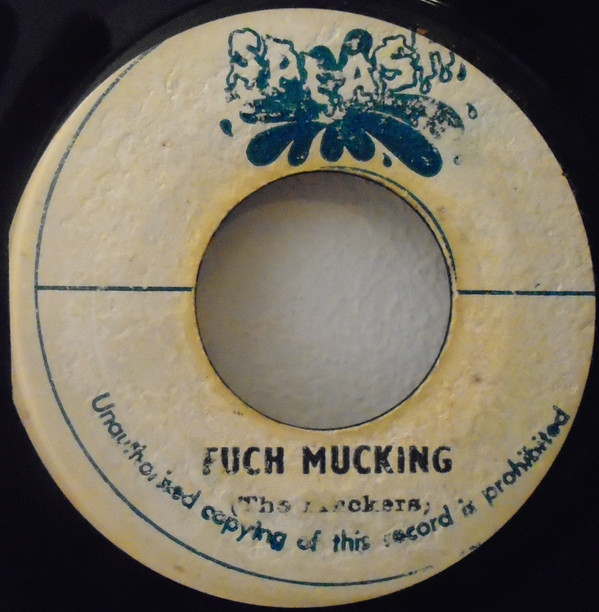 SPLASH
FUCH MUCKING
(The
Unauthorised copying of this record is prohibited